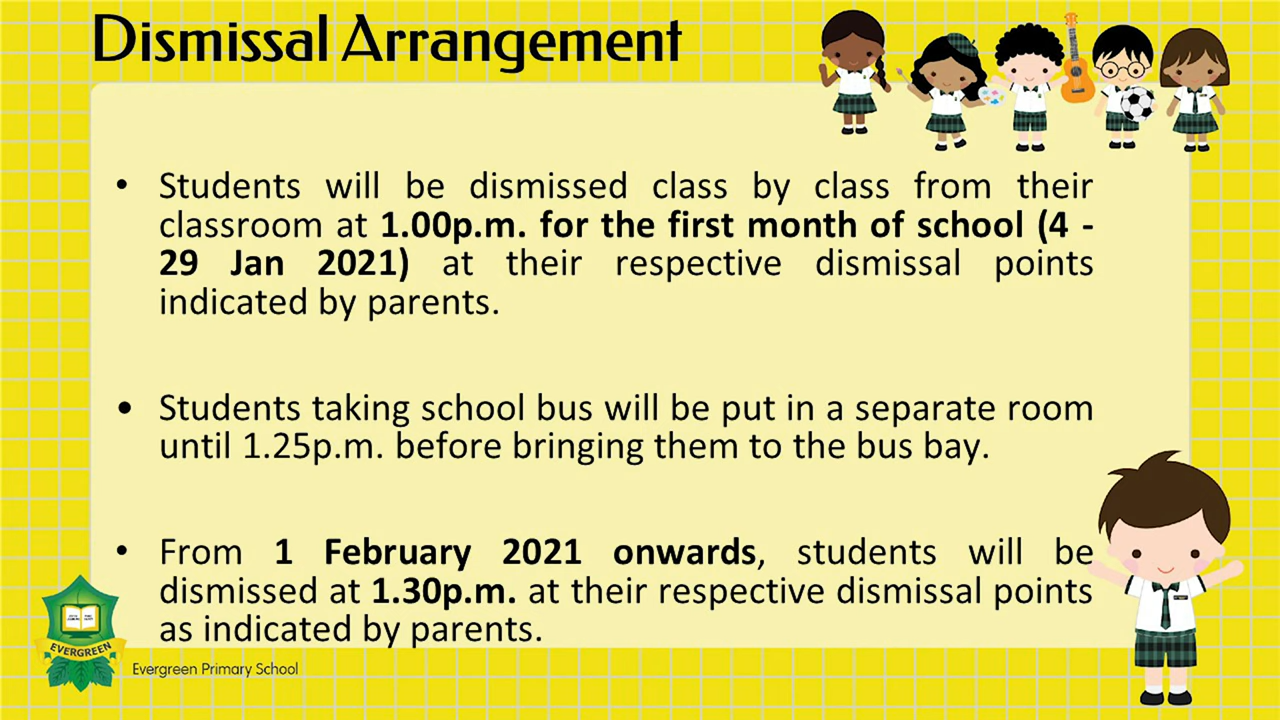 Dismissal Arrangement
• Students will be dismissed class by class from their
classroom at 1.00p.m. for the first month of school (4 -
29 Jan 2021) at their respective dismissal points
indicated by parents.
• Students taking school bus will be put in a separate room
until 1.25p.m. before bringing them to the bus bay.
• From 1 February 2021 onwards, students will be
dismissed at 1.30p.m. at their respective dismissal points
as indicated by parents.
EVERGREEN
Evergreen Primary School